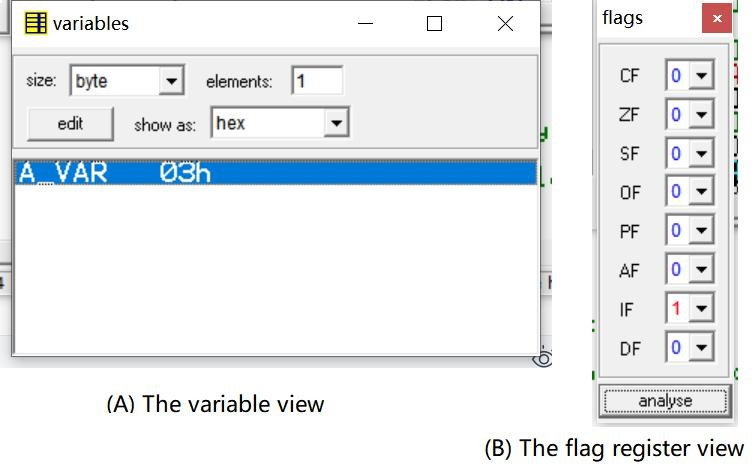 variables
size: byte elements: 1
edit show as: hex
A_VAR 03h
(A) The variable view
flags
CF 0
ZF 0
SF 0
OF 0
PF 0
AF 0
IF 1
DF 0
analyse
(B) The flag register view